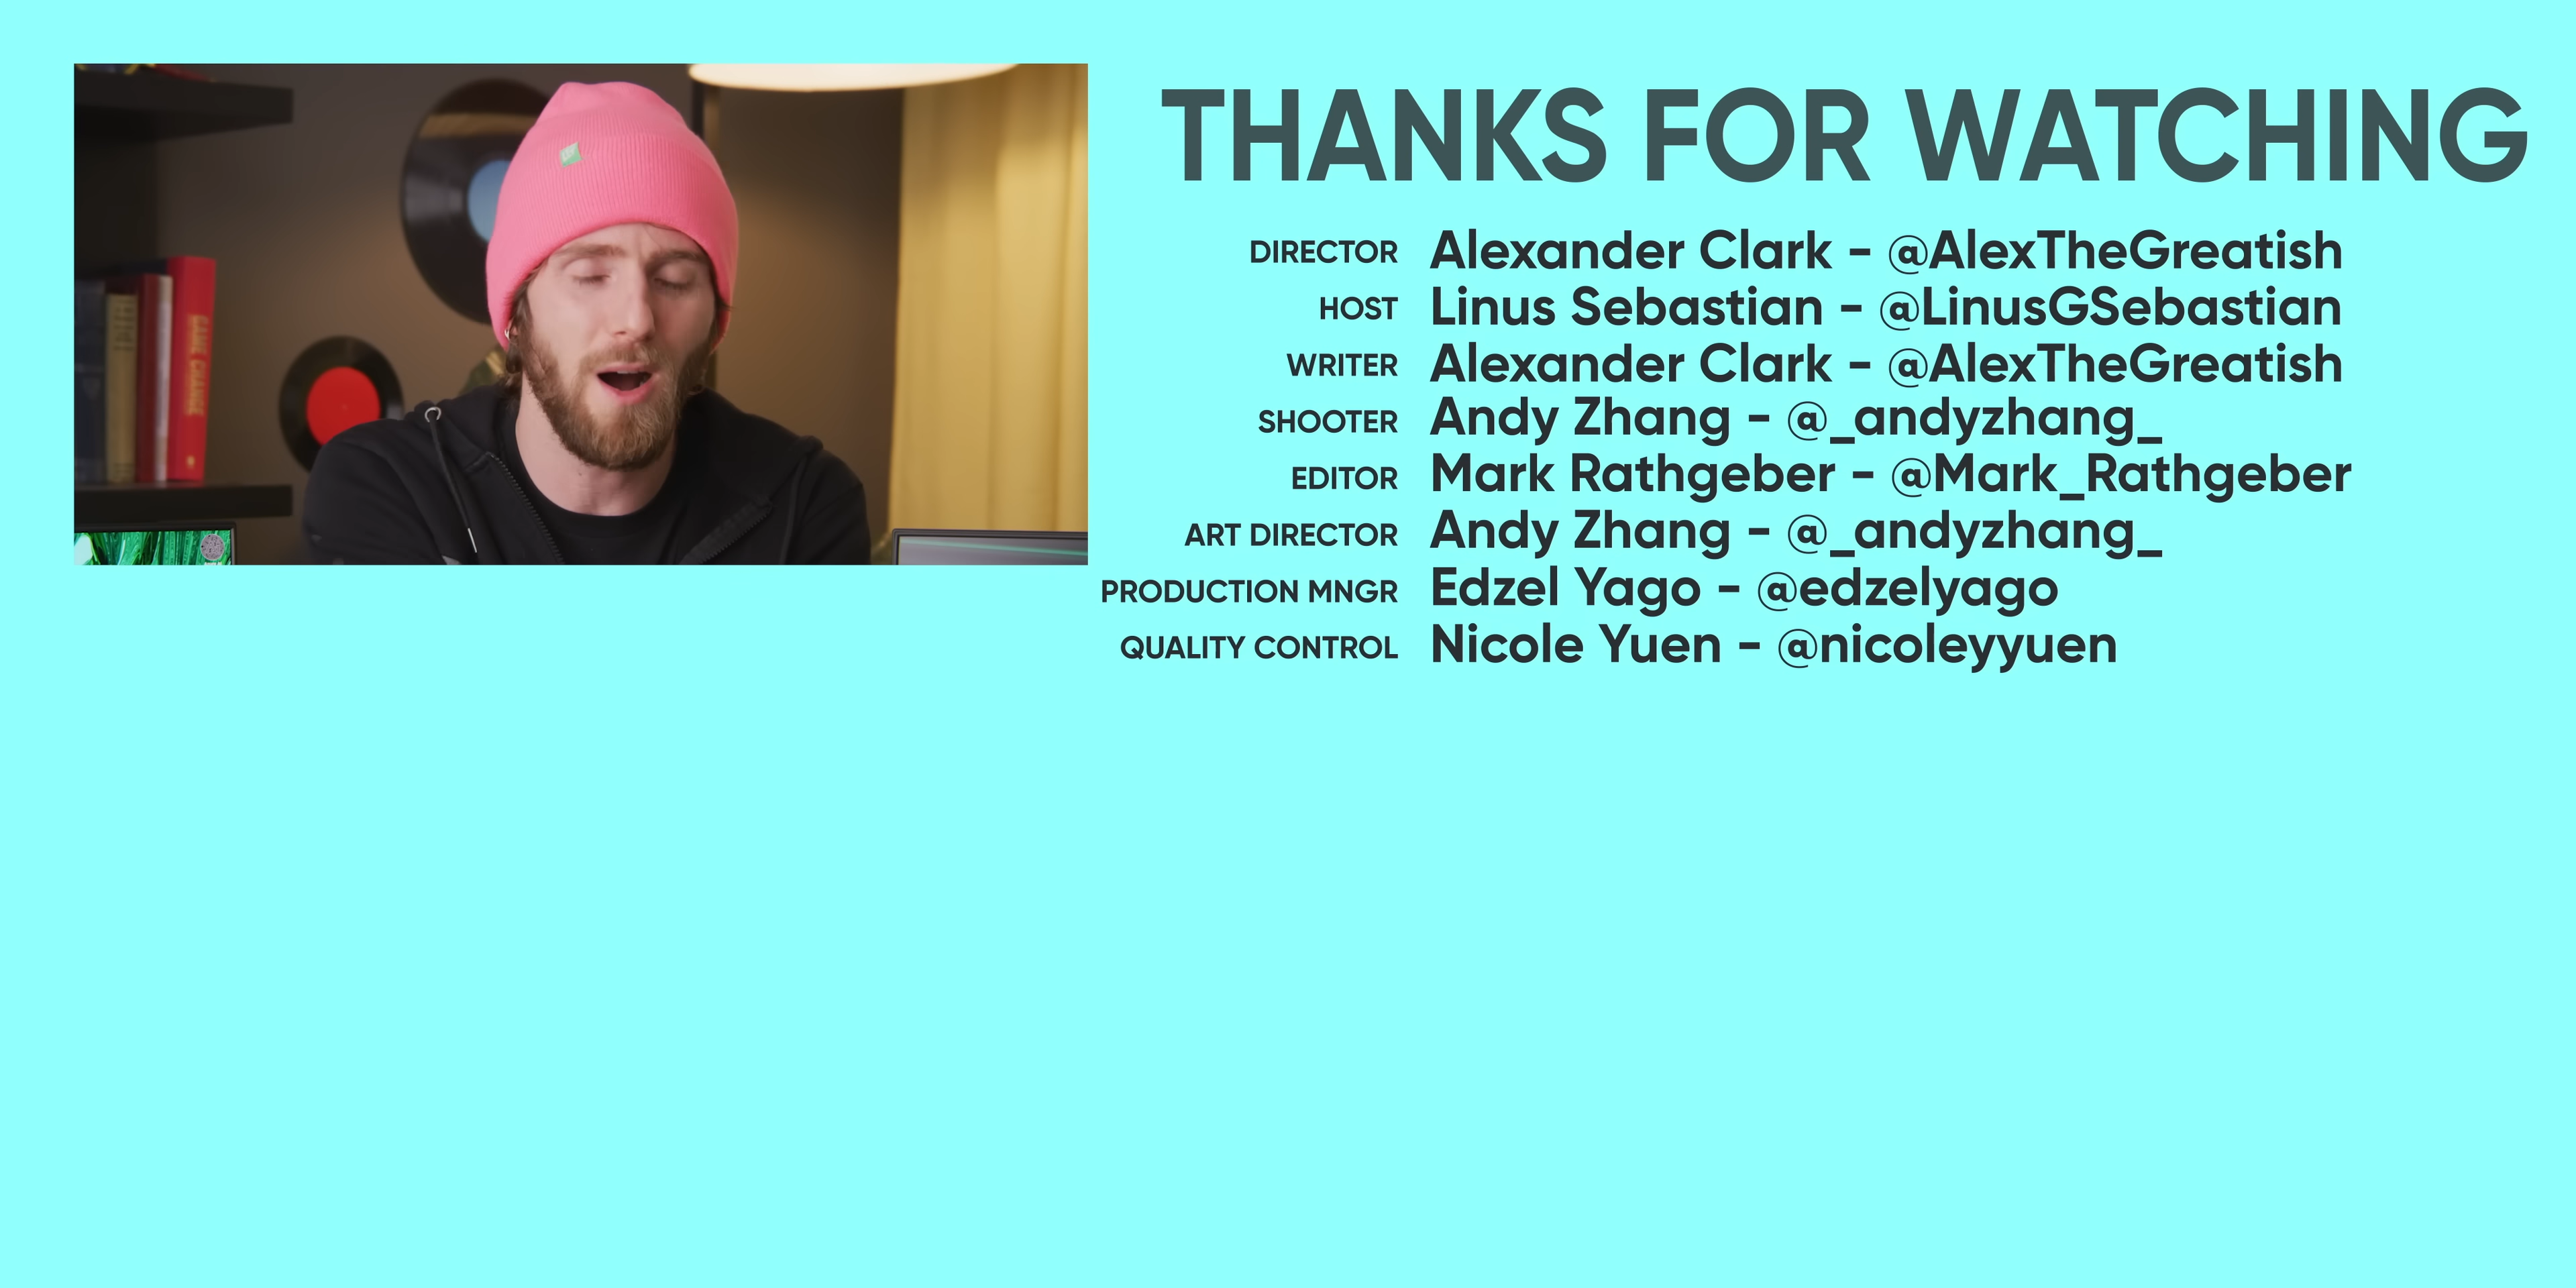 THANKS FOR WATCHING
DIRECTOR Alexander Clark - @AlexTheGreatish
HOST Linus Sebastian - @LinusGSebastian
WRITER Alexander Clark - @AlexTheGreatish
SHOOTER Andy Zhang - @_andyzhang_
EDITOR Mark Rathgeber - @Mark_Rathgeber
ART DIRECTOR Andy Zhang - @_andyzhang_
PRODUCTION MNGR Edzel Yago - @edzelyago
QUALITY CONTROL Nicole Yuen - @nicoleyyuen
GAME CHANGE